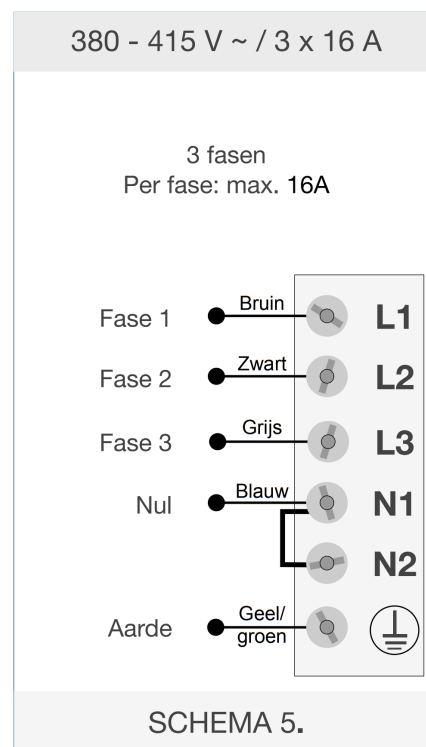 380 - 415 V ~ / 3 x 16 A
3 fasen
Per fase: max. 16A
Fase 1 Bruin L1
Fase 2 Zwart L2
Fase 3 Grijs L3
Nul Blauw N1
N2
Aarde Geel/
groen
SCHEMA 5.